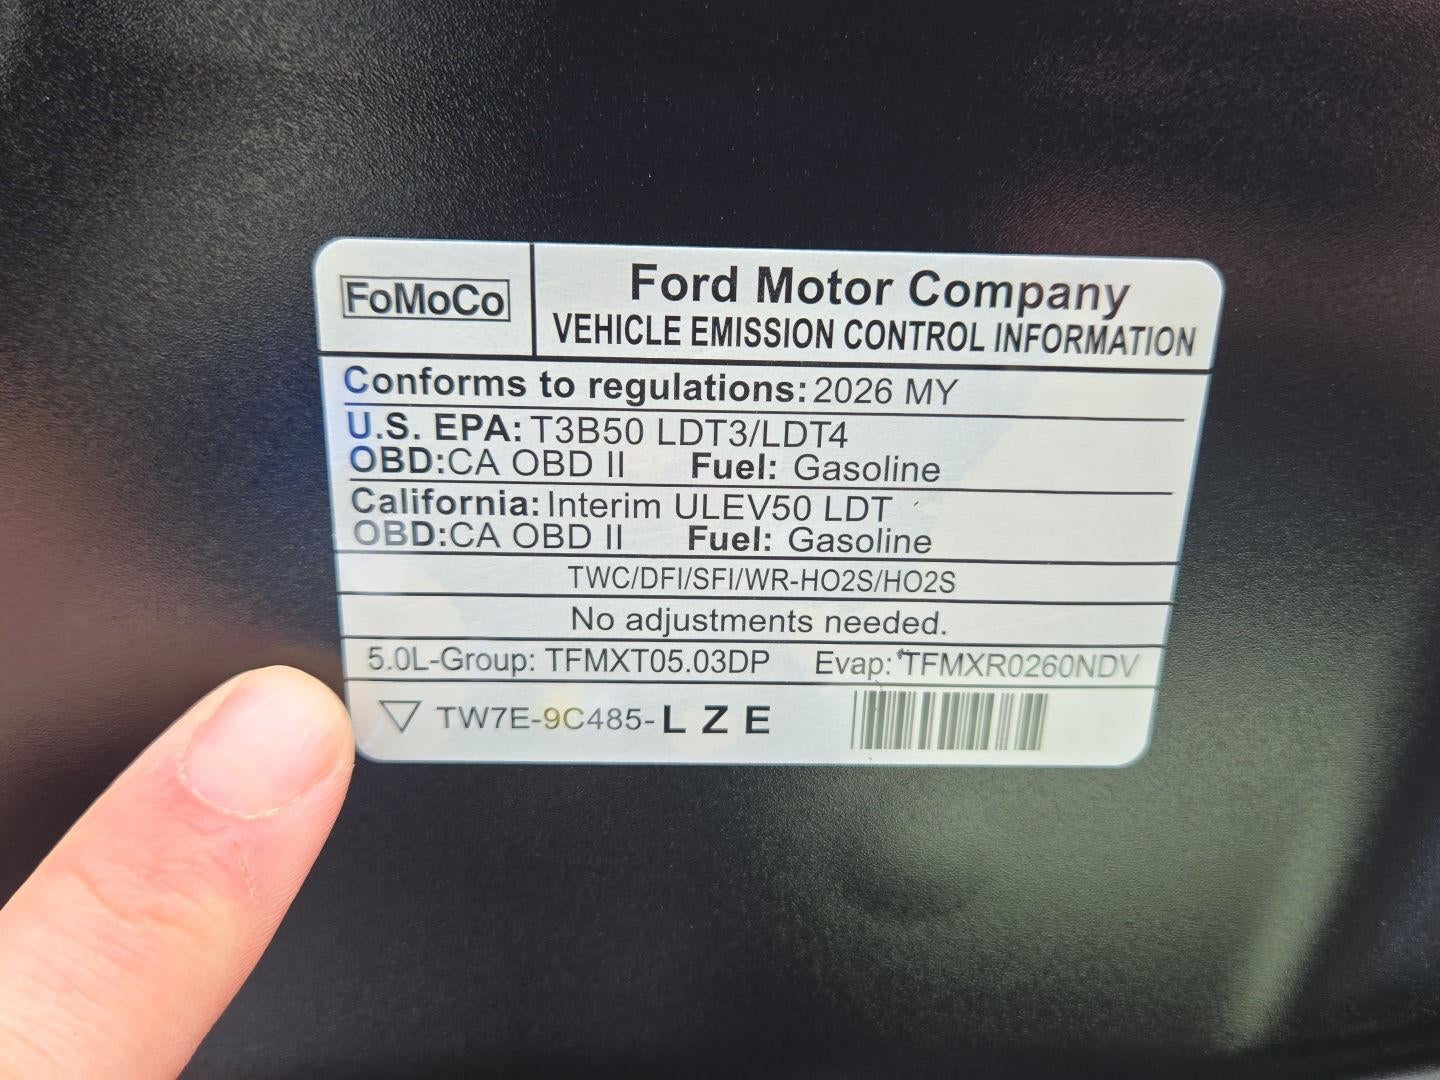 FoMoCo
Ford Motor Company
VEHICLE EMISSION CONTROL INFORMATION
Conforms to regulations: 2026 MY
U.S. EPA: T3B50 LDT3/LDT4
OBD: CA OBD II Fuel: Gasoline
California: Interim ULEV50 LDT
OBD: CA OBD II Fuel: Gasoline
TWC/DFI/SFI/WR-HO2S/HO2S
No adjustments needed.
5.0L-Group: TFMXT05.03DP Evap: TFMXR0260NDV
TW7E-9C485-L Z E